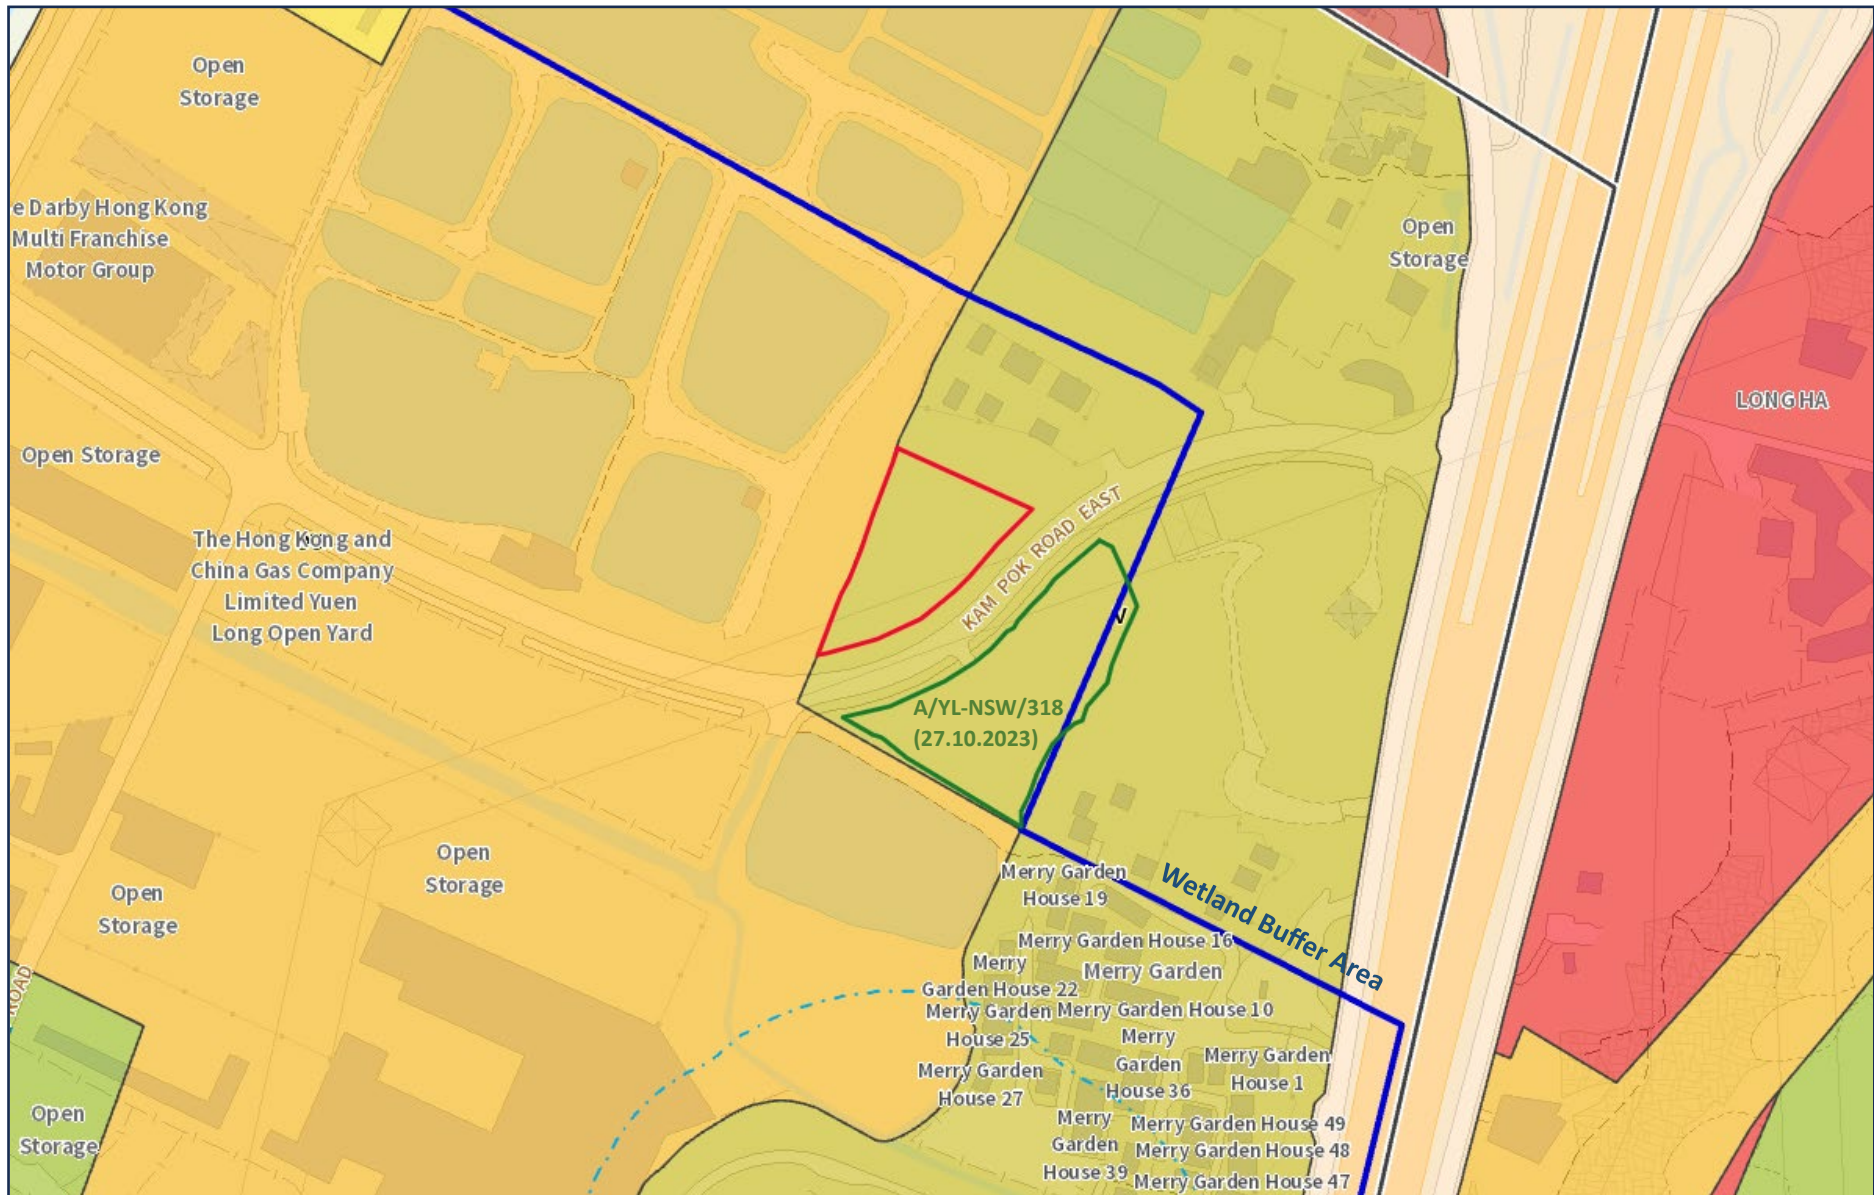 Open
Storage
e Darby Hong Kong
Multi Franchise
Motor Group
Open
Storage
LONG HA
Open Storage
KAM POK ROAD EAST
The Hong Kong and
China Gas Company
Limited Yuen
Long Open Yard
V
A/YL-NSW/318
(27.10.2023)
Open
Storage
Open
Storage
Wetland Buffer Area
Merry Garden
House 19
Merry Garden House 16
Merry
Garden House 22
Merry Garden
Merry Garden
House 25
Merry Garden House 10
Merry
Garden
House 36
Merry Garden
House 1
Merry Garden
House 27
ROAD
Open
Storage
Merry
Garden
House 39
Merry Garden House 49
Merry Garden House 48
Merry Garden House 47